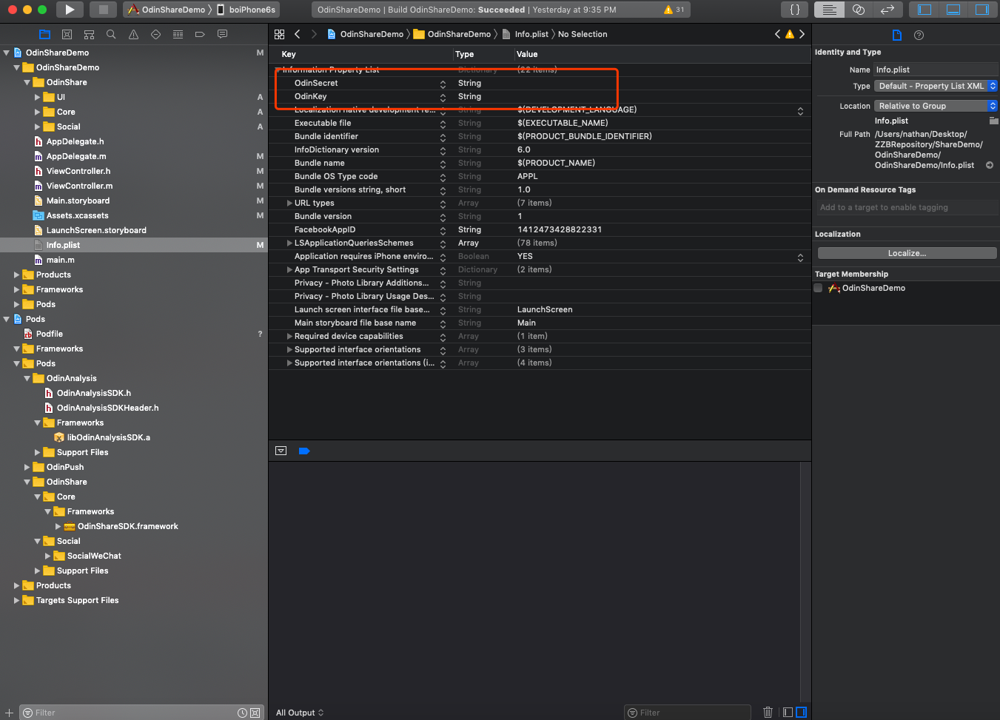 OdinShareDemo 〉 boiPhone6s
OdinShareDemo | Build OdinShareDemo: Succeeded | Yesterday at 9:35 PM 31
{}
OdinShareDemo M
OdinShareDemo
OdinShare
UI A
Core A
Social A
AppDelegate.h
AppDelegate.m M
ViewController.h M
ViewController.m M
Main.storyboard M
Assets.xcassets M
LaunchScreen.storyboard
Info.plist M
main.m
Products
Frameworks
Pods
Pods
Podfile ?
Frameworks
Pods
OdinAnalysis
OdinAnalysisSDK.h
OdinAnalysisSDKHeader.h
Frameworks
libOdinAnalysisSDK.a
Support Files
OdinPush
OdinShare
Core
Frameworks
OdinShareSDK.framework
Social
SocialWeChat
Support Files
Products
Targets Support Files
Filter
OdinShareDemo 〉 OdinShareDemo 〉 Info.plist 〉 No Selection
Key Type Value
Information Property List Dictionary (22 items)
OdinSecret String
OdinKey String
Localization native development re... String $(DEVELOPMENT_LANGUAGE)
Executable file String $(EXECUTABLE_NAME)
Bundle identifier String $(PRODUCT_BUNDLE_IDENTIFIER)
InfoDictionary version String 6.0
Bundle name String $(PRODUCT_NAME)
Bundle OS Type code String APPL
Bundle versions string, short String 1.0
URL types Array (7 items)
Bundle version String 1
FacebookAppID String 1412473428822331
LSApplicationQueriesSchemes Array (78 items)
Application requires iPhone enviro... Boolean YES
App Transport Security Settings Dictionary (2 items)
Privacy - Photo Library Additions... String
Privacy - Photo Library Usage Des... String
Launch screen interface file base... String LaunchScreen
Main storyboard file base name String Main
Required device capabilities Array (1 item)
Supported interface orientations Array (3 items)
Supported interface orientations (i... Array (4 items)
All Output
Filter
Identity and Type
Name Info.plist
Type Default - Property List XML
Location Relative to Group
Info.plist
Full Path /Users/nathan/Desktop/
ZZBRepository/ShareDemo/
OdinShareDemo/
OdinShareDemo/Info.plist
On Demand Resource Tags
Add to a target to enable tagging
Localization
Localize...
Target Membership
OdinShareDemo